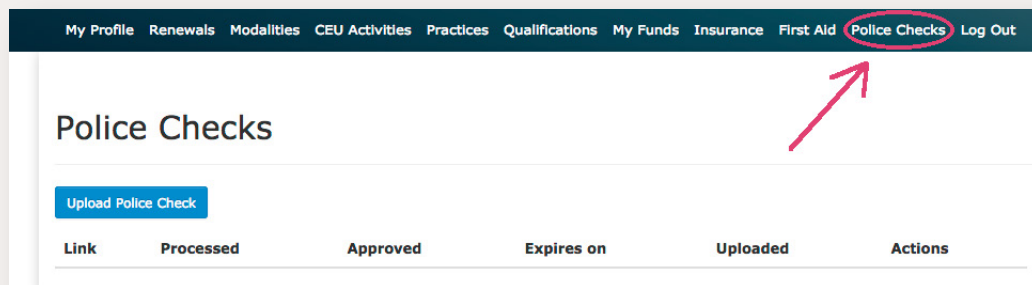 My Profile Renewals Modalities CEU Activities Practices Qualifications My Funds Insurance First Aid Police Checks Log Out
Police Checks
Upload Police Check
Link Processed Approved Expires on Uploaded Actions